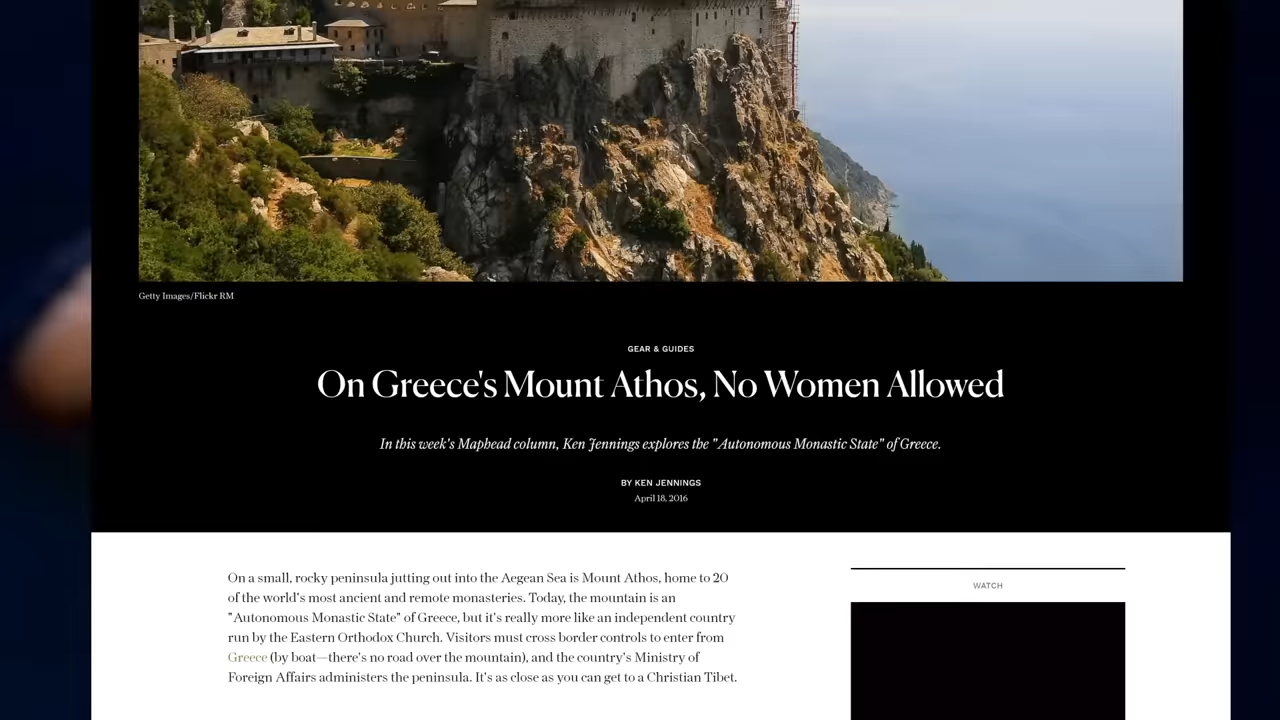 Getty Images/Flickr RM
GEAR & GUIDES
On Greece's Mount Athos, No Women Allowed
In this week's Maphead column, Ken Jennings explores the "Autonomous Monastic State" of Greece.
BY KEN JENNINGS
April 18, 2016
On a small, rocky peninsula jutting out into the Aegean Sea is Mount Athos, home to 20
of the world's most ancient and remote monasteries. Today, the mountain is an
"Autonomous Monastic State" of Greece, but it's really more like an independent country
run by the Eastern Orthodox Church. Visitors must cross border controls to enter from
Greece (by boat—there's no road over the mountain), and the country's Ministry of
Foreign Affairs administers the peninsula. It's as close as you can get to a Christian Tibet.
WATCH